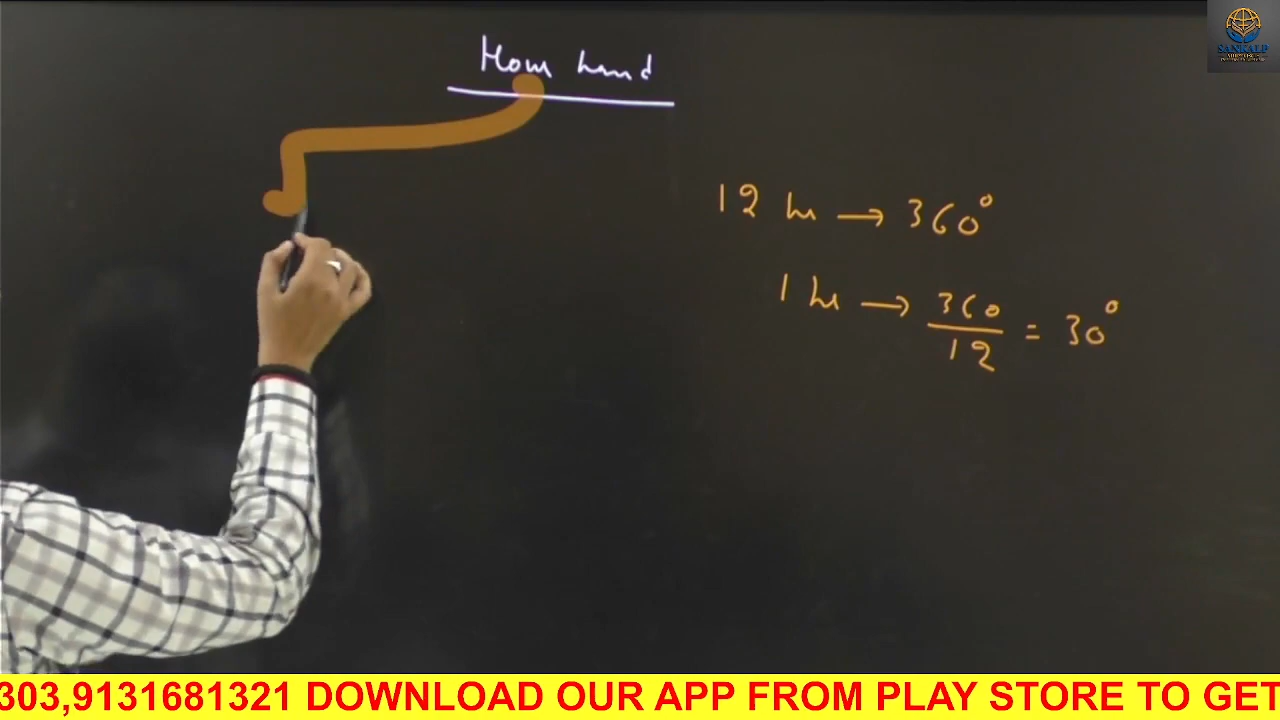 Hour hand
SANKALP
12 hr → 360°
1 hr → 360/12 = 30°
303,9131681321 DOWNLOAD OUR APP FROM PLAY STORE TO GET